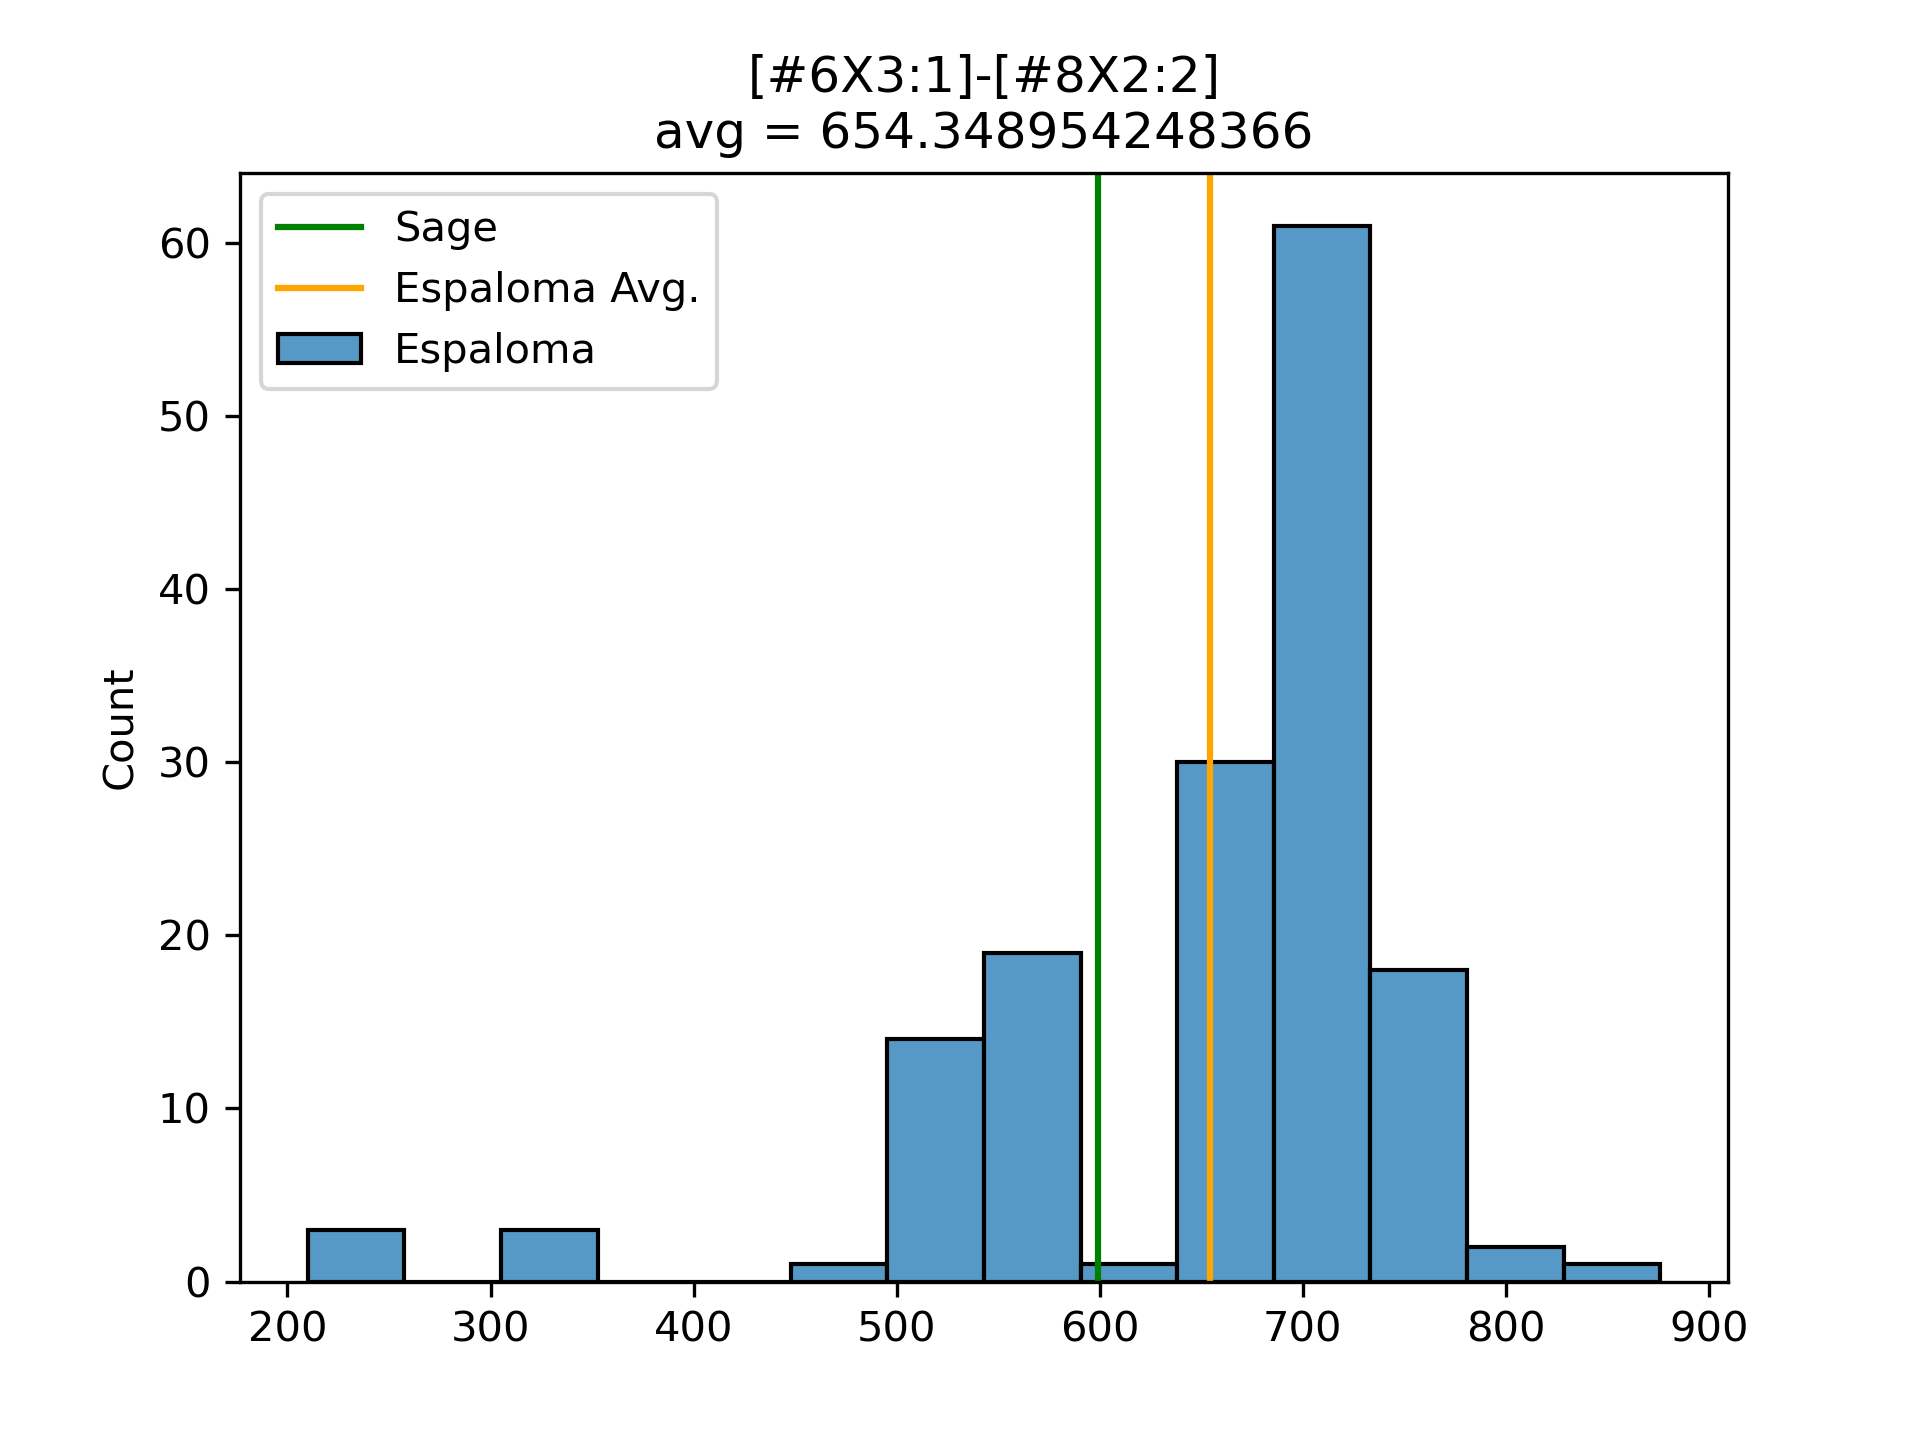 [#6X3:1]-[#8X2:2]
avg = 654.348954248366
Sage
Espaloma Avg.
Espaloma
60
50
40
30
20
10
0
Count
200 300 400 500 600 700 800 900